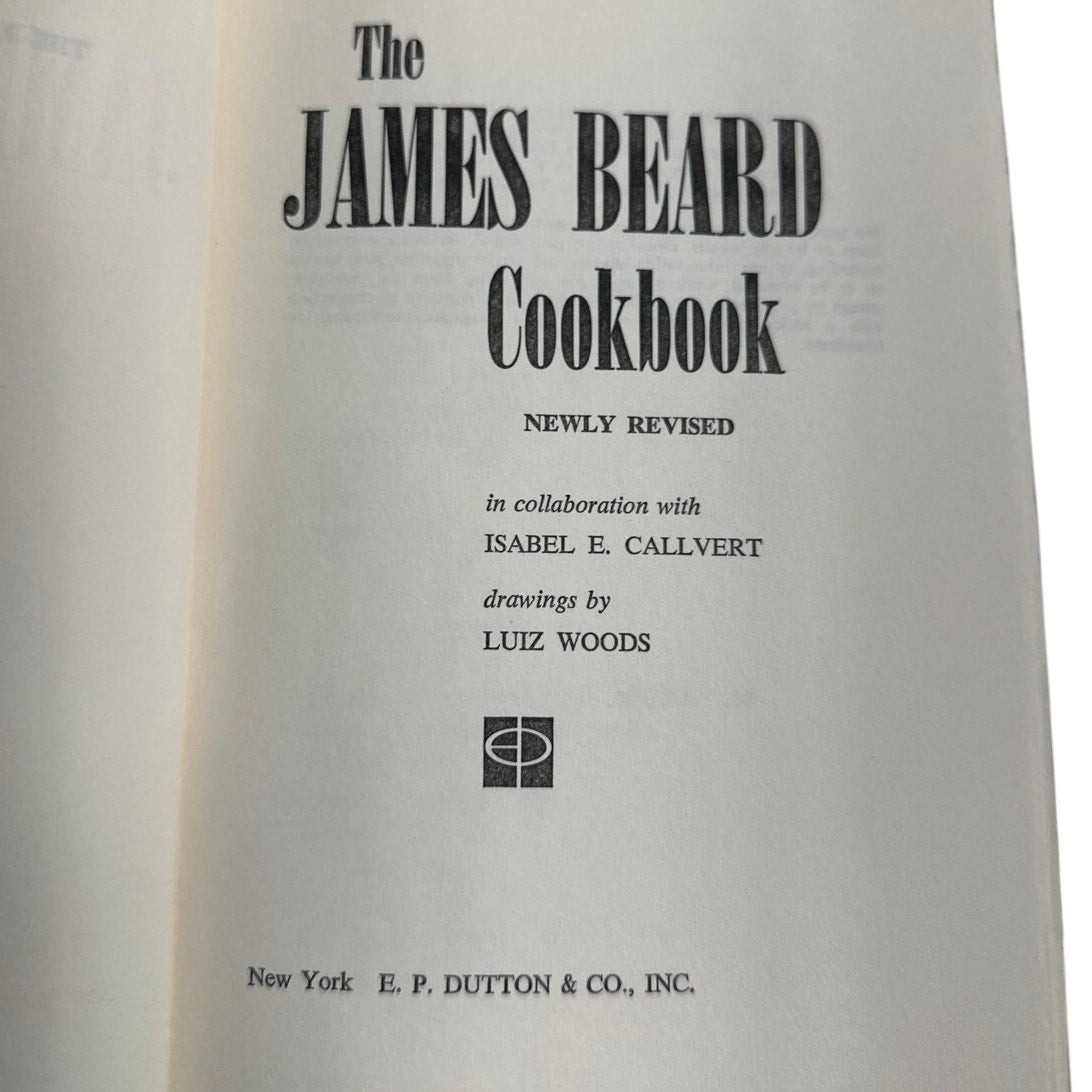 The
JAMES BEARD
Cookbook
NEWLY REVISED
in collaboration with
ISABEL E. CALLVERT
drawings by
LUIZ WOODS
New York E. P. DUTTON & CO., INC.